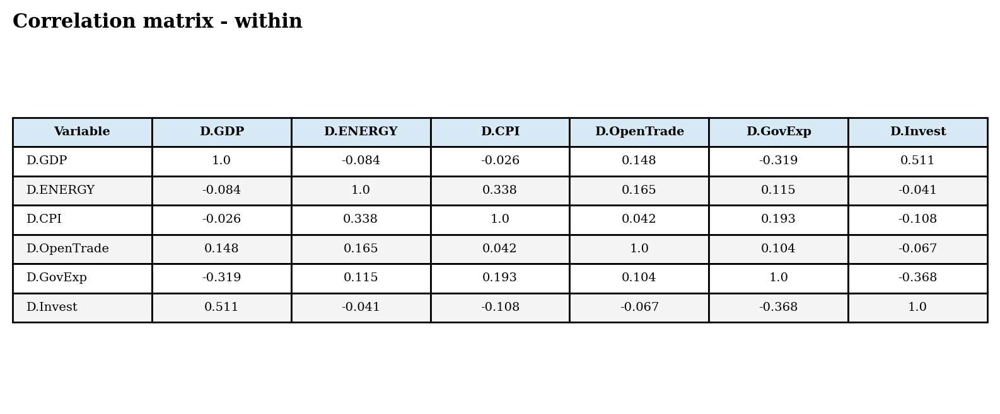 Correlation matrix - within
Variable D.GDP D.ENERGY D.CPI D.OpenTrade D.GovExp D.Invest
D.GDP 1.0 -0.084 -0.026 0.148 -0.319 0.511
D.ENERGY -0.084 1.0 0.338 0.165 0.115 -0.041
D.CPI -0.026 0.338 1.0 0.042 0.193 -0.108
D.OpenTrade 0.148 0.165 0.042 1.0 0.104 -0.067
D.GovExp -0.319 0.115 0.193 0.104 1.0 -0.368
D.Invest 0.511 -0.041 -0.108 -0.067 -0.368 1.0